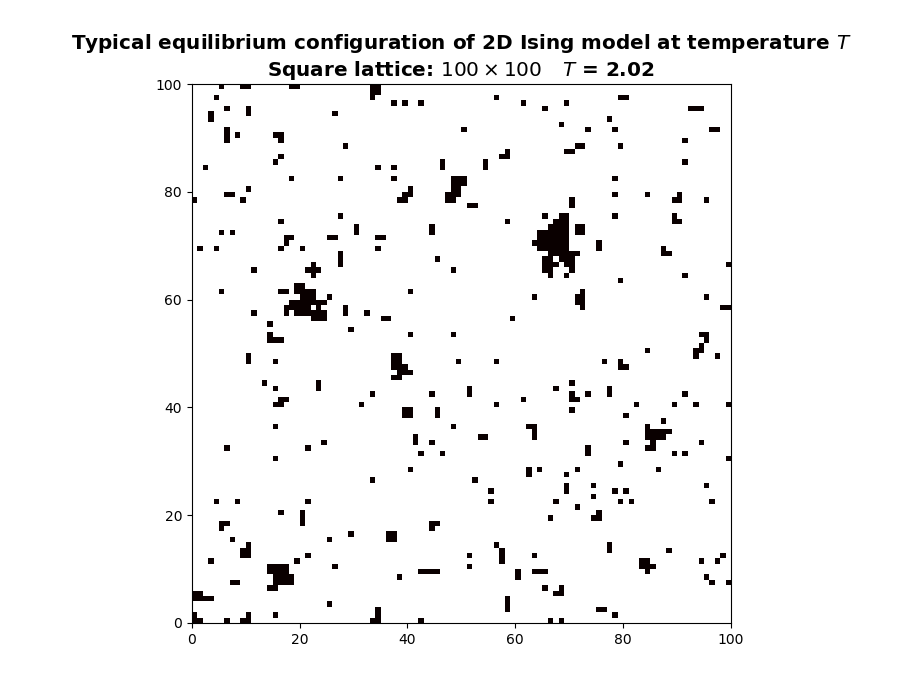 Typical equilibrium configuration of 2D Ising model at temperature T
Square lattice: 100 × 100 T = 2.02
100
80
60
40
20
0
0 20 40 60 80 100